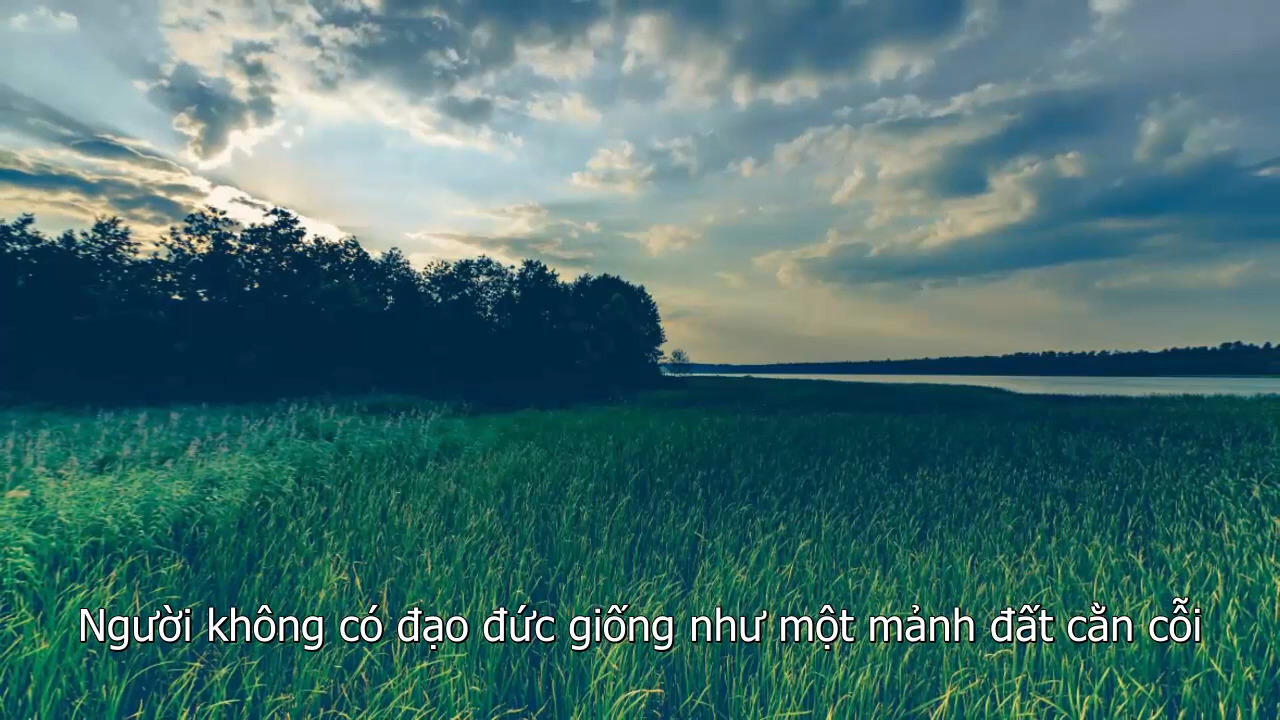 Người không có đạo đức giống như một mảnh đất cằn cỗi